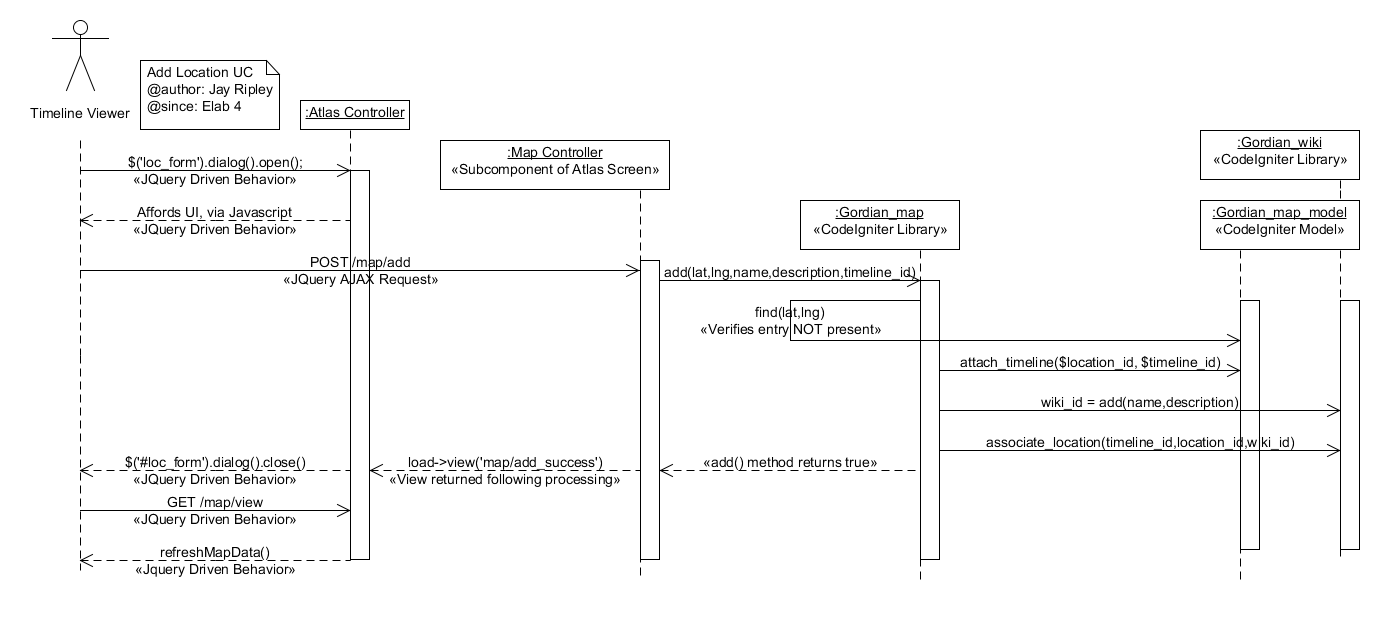 Timeline Viewer
Add Location UC
@author: Jay Ripley
@since: Elab 4
:Atlas Controller
:Map Controller
«Subcomponent of Atlas Screen»
:Gordian_map
«CodeIgniter Library»
:Gordian_wiki
«CodeIgniter Library»
:Gordian_map_model
«CodeIgniter Model»
$('loc_form').dialog().open();
«JQuery Driven Behavior»
Affords UI, via Javascript
«JQuery Driven Behavior»
POST /map/add
«JQuery AJAX Request»
add(lat,lng,name,description,timeline_id)
find(lat,lng)
«Verifies entry NOT present»
attach_timeline($location_id, $timeline_id)
wiki_id = add(name,description)
associate_location(timeline_id,location_id,wiki_id)
«add() method returns true»
load->view('map/add_success')
«View returned following processing»
$('#loc_form').dialog().close()
«JQuery Driven Behavior»
GET /map/view
«JQuery Driven Behavior»
refreshMapData()
«Jquery Driven Behavior»